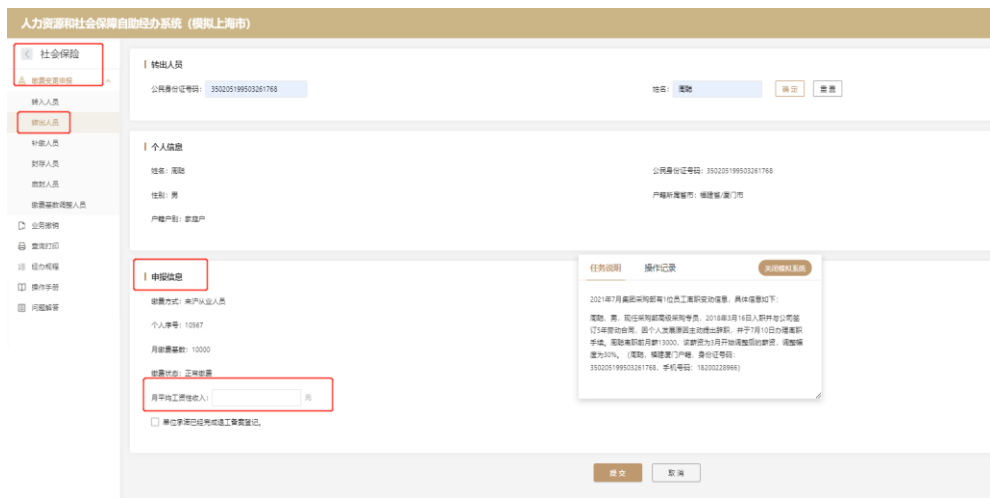 人力资源和社会保障自助经办系统（模拟上海市）
社会保险
缴费变更申报
转入人员
转出人员
补缴人员
封存人员
启封人员
缴费基数调整人员
业务撤销
查询打印
经办规程
操作手册
问题解答
转出人员
公民身份证号码： 350205199503261768
姓名： 周聪
确定
重置
个人信息
姓名：周聪
公民身份证号码：350205199503261768
性别：男
户籍所属省市：福建省/厦门市
户籍户别：家庭户
申报信息
缴费方式：来沪从业人员
个人序号：10567
月缴费基数：10000
缴费状态：正常缴费
月平均工资性收入： 元
单位承诺已经完成退工备案登记。
任务说明 操作记录 关闭模拟系统
2021年7月集团采购部有1位员工离职变动信息，具体信息如下：
周聪，男，现任采购部高级采购专员，2018年3月16日入职并与公司签
订5年劳动合同，因个人发展原因主动提出辞职，并于7月10日办理离职
手续。周聪离职前月薪13000，该薪资为3月开始调整后的薪资，调整幅
度为30%。（周聪，福建厦门户籍，身份证号码：
350205199503261768，手机号码：18200228966）
提交
取消